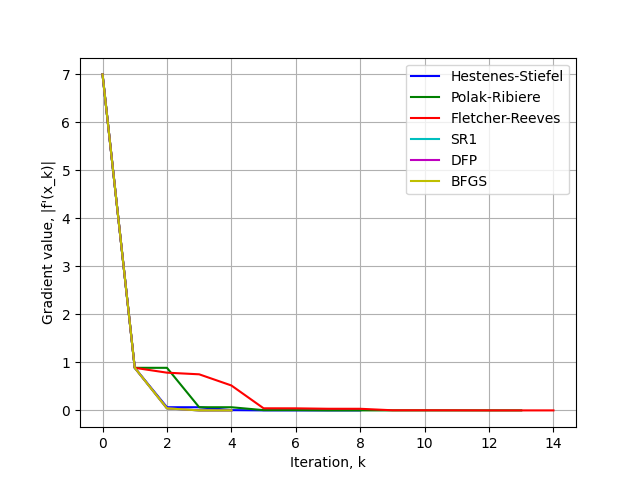 Gradient value, |f'(x_k)|
7
6
5
4
3
2
1
0
Hestenes-Stiefel
Polak-Ribiere
Fletcher-Reeves
SR1
DFP
BFGS
0 2 4 6 8 10 12 14
Iteration, k